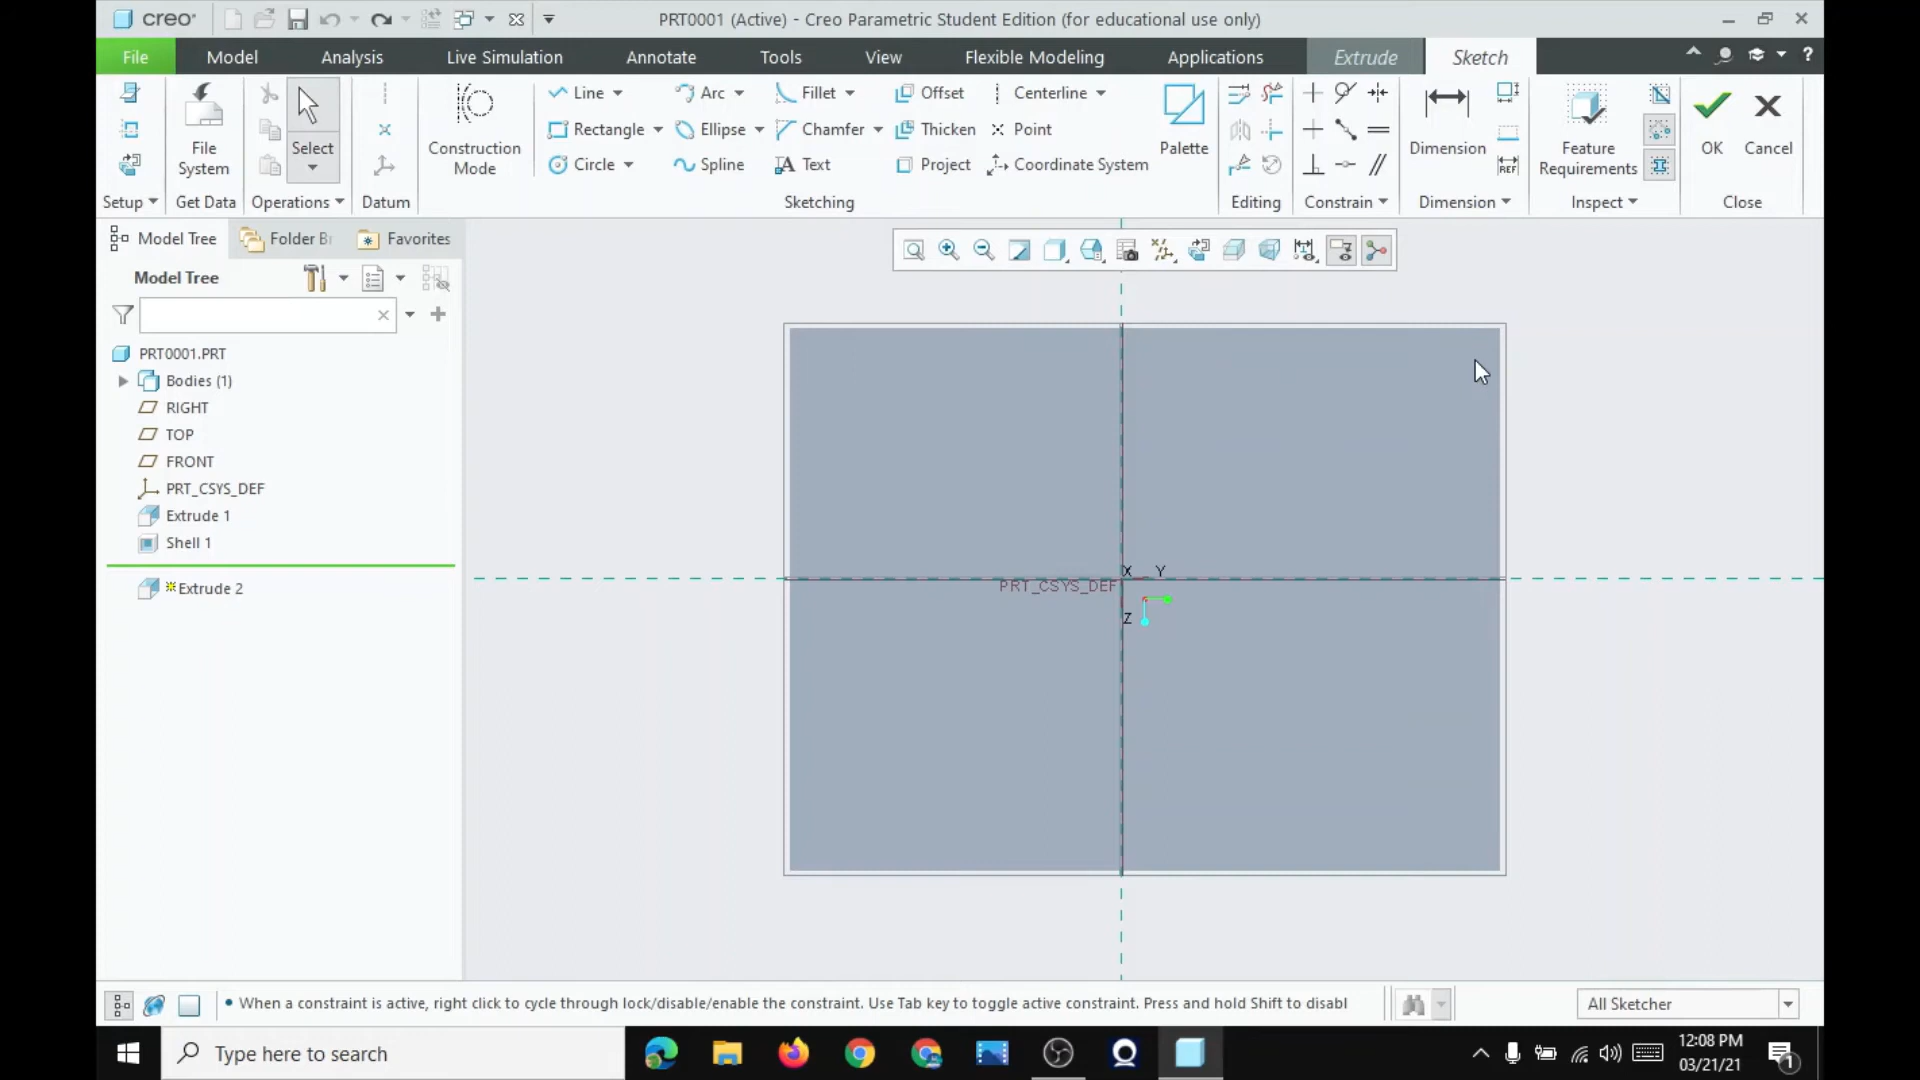 creo PRT0001 (Active) - Creo Parametric Student Edition (for educational use only)
File Model Analysis Live Simulation Annotate Tools View Flexible Modeling Applications Extrude Sketch ?
File System
Select
Construction Mode
Line Rectangle Circle
Arc Ellipse Spline
Fillet Chamfer Text
Offset Thicken Project
Centerline Point Coordinate System
Palette
Dimension
REF
Feature Requirements
OK Cancel
Setup Get Data Operations Datum Sketching Editing Constrain Dimension Inspect Close
Model Tree Folder Br Favorites
Model Tree
PRT0001.PRT
Bodies (1)
RIGHT
TOP
FRONT
PRT_CSYS_DEF
Extrude 1
Shell 1
Extrude 2
X Y
PRT_CSYS_DEF
Z
• When a constraint is active, right click to cycle through lock/disable/enable the constraint. Use Tab key to toggle active constraint. Press and hold Shift to disabl
All Sketcher
Type here to search
12:08 PM
03/21/21
1